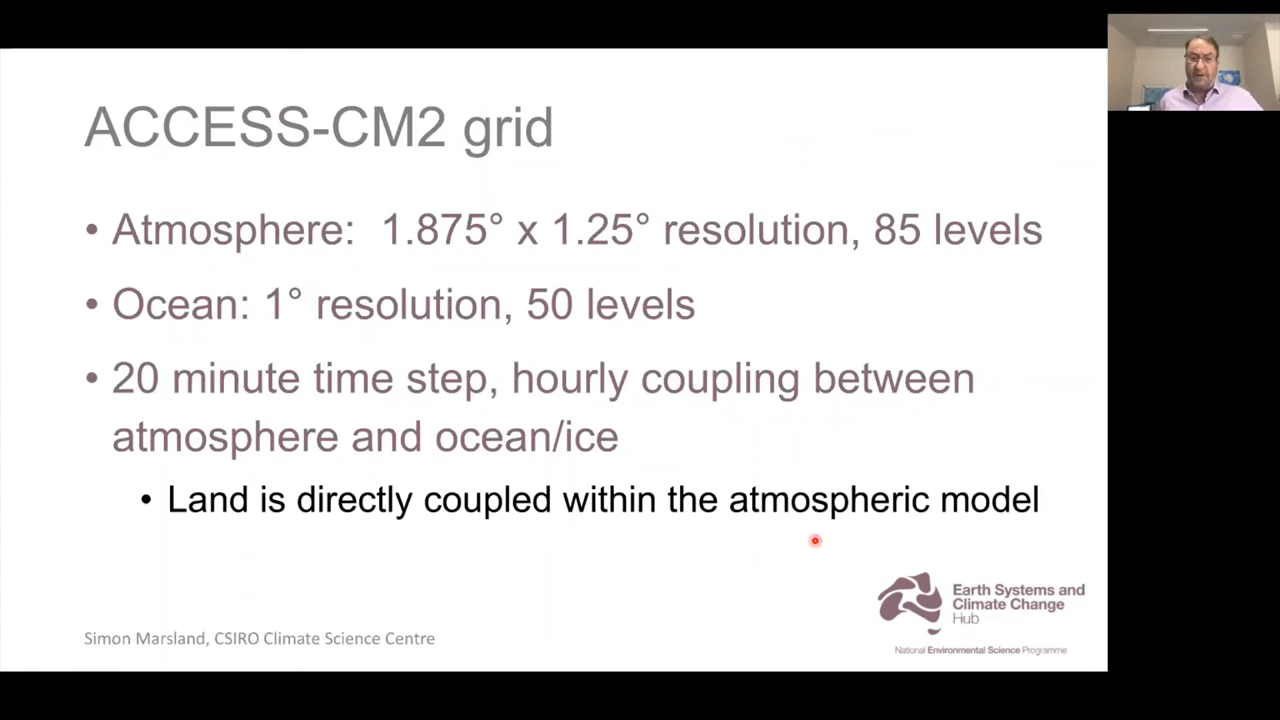 ACCESS-CM2 grid
• Atmosphere: 1.875° x 1.25° resolution, 85 levels
• Ocean: 1° resolution, 50 levels
• 20 minute time step, hourly coupling between
atmosphere and ocean/ice
• Land is directly coupled within the atmospheric model
Earth Systems and
Climate Change
Hub
National Environmental Science Programme
Simon Marsland, CSIRO Climate Science Centre